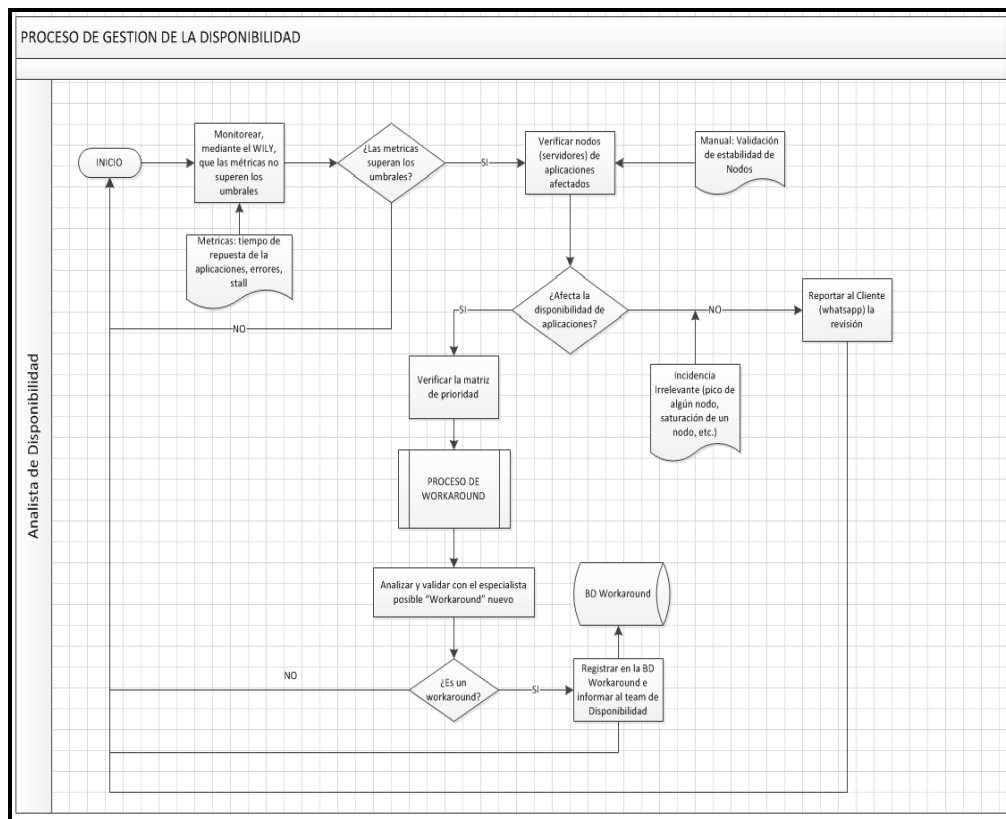 PROCESO DE GESTION DE LA DISPONIBILIDAD
Analista de Disponibilidad
INICIO
Monitorear,
mediante el WILY,
que las métricas no
superen los
umbrales
Metricas: tiempo de
repuesta de la
aplicaciones, errores,
stall
¿Las metricas
superan los
umbrales?
SI
NO
Verificar nodos
(servidores) de
aplicaciones
afectados
Manual: Validación
de estabilidad de
Nodos
¿Afecta la
disponibilidad de
aplicaciones?
SI
NO
Reportar al Cliente
(whatsapp) la
revisión
Incidencia
Irrelevante (pico de
algún nodo,
saturación de un
nodo, etc.)
Verificar la matriz
de prioridad
PROCESO DE
WORKAROUND
Analizar y validar con el especialista
posible “Workaround” nuevo
¿Es un
workaround?
NO
SI
Registrar en la BD
Workaround e
informar al team de
Disponibilidad
BD Workaround